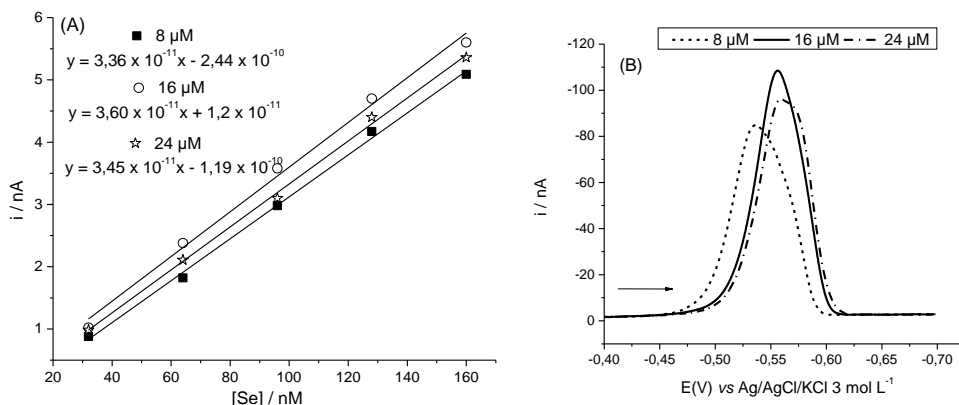 (A)
8 µM
y = 3,36 x 10⁻¹¹x - 2,44 x 10⁻¹⁰
16 µM
y = 3,60 x 10⁻¹¹x + 1,2 x 10⁻¹¹
24 µM
y = 3,45 x 10⁻¹¹x - 1,19 x 10⁻¹⁰
6
5
4
3
2
1
i / nA
20 40 60 80 100 120 140 160
[Se] / nM
8 µM 16 µM 24 µM
(B)
-120
-100
-80
-60
-40
-20
0
i / nA
-0,40 -0,45 -0,50 -0,55 -0,60 -0,65 -0,70
E(V) vs Ag/AgCl/KCl 3 mol L⁻¹